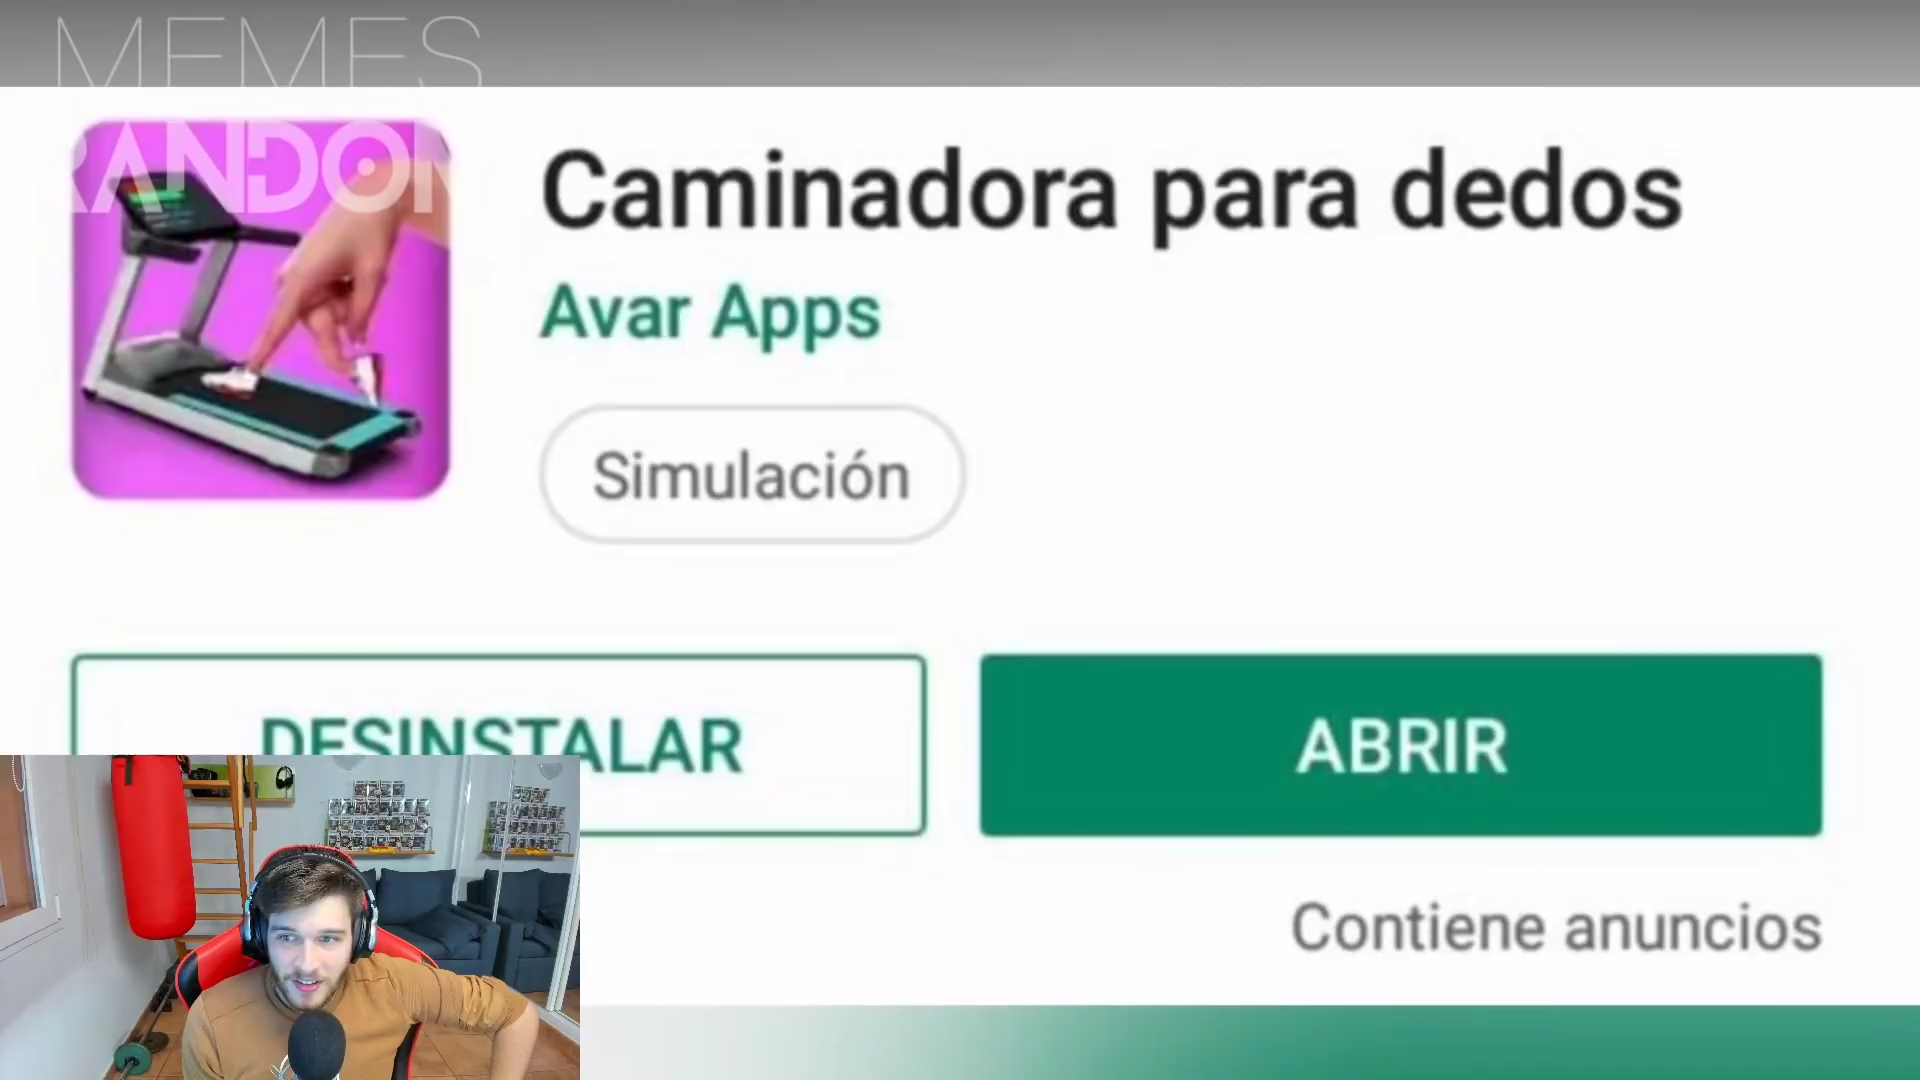 MEMES
RANDOM
Caminadora para dedos
Avar Apps
Simulación
DESINSTALAR
ABRIR
Contiene anuncios